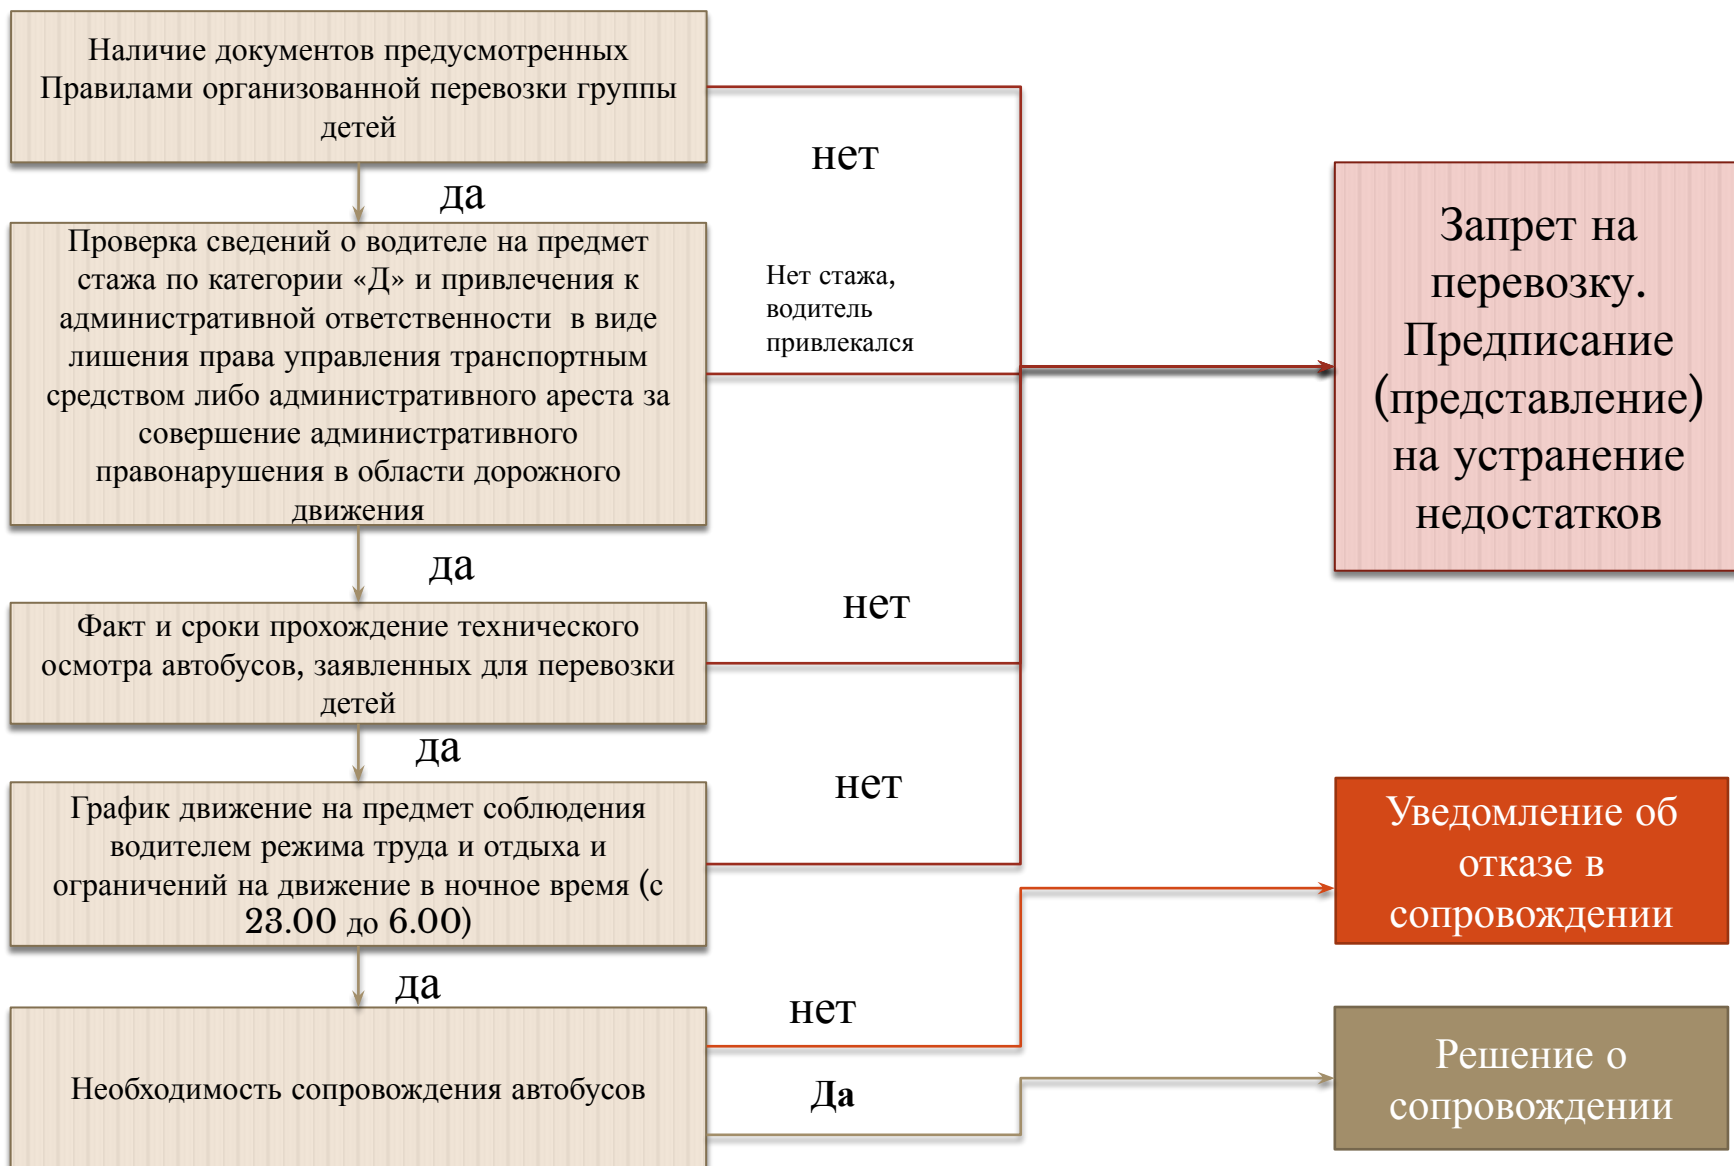 Наличие документов предусмотренных
Правилами организованной перевозки группы
детей
нет
да
Проверка сведений о водителе на предмет
стажа по категории «Д» и привлечения к
административной ответственности в виде
лишения права управления транспортным
средством либо административного ареста за
совершение административного
правонарушения в области дорожного
движения
Нет стажа,
водитель
привлекался
Запрет на
перевозку.
Предписание
(представление)
на устранение
недостатков
да
Факт и сроки прохождение технического
осмотра автобусов, заявленных для перевозки
детей
нет
да
График движение на предмет соблюдения
водителем режима труда и отдыха и
ограничений на движение в ночное время (с
23.00 до 6.00)
нет
Уведомление об
отказе в
сопровождении
да
Необходимость сопровождения автобусов
нет
Да
Решение о
сопровождении